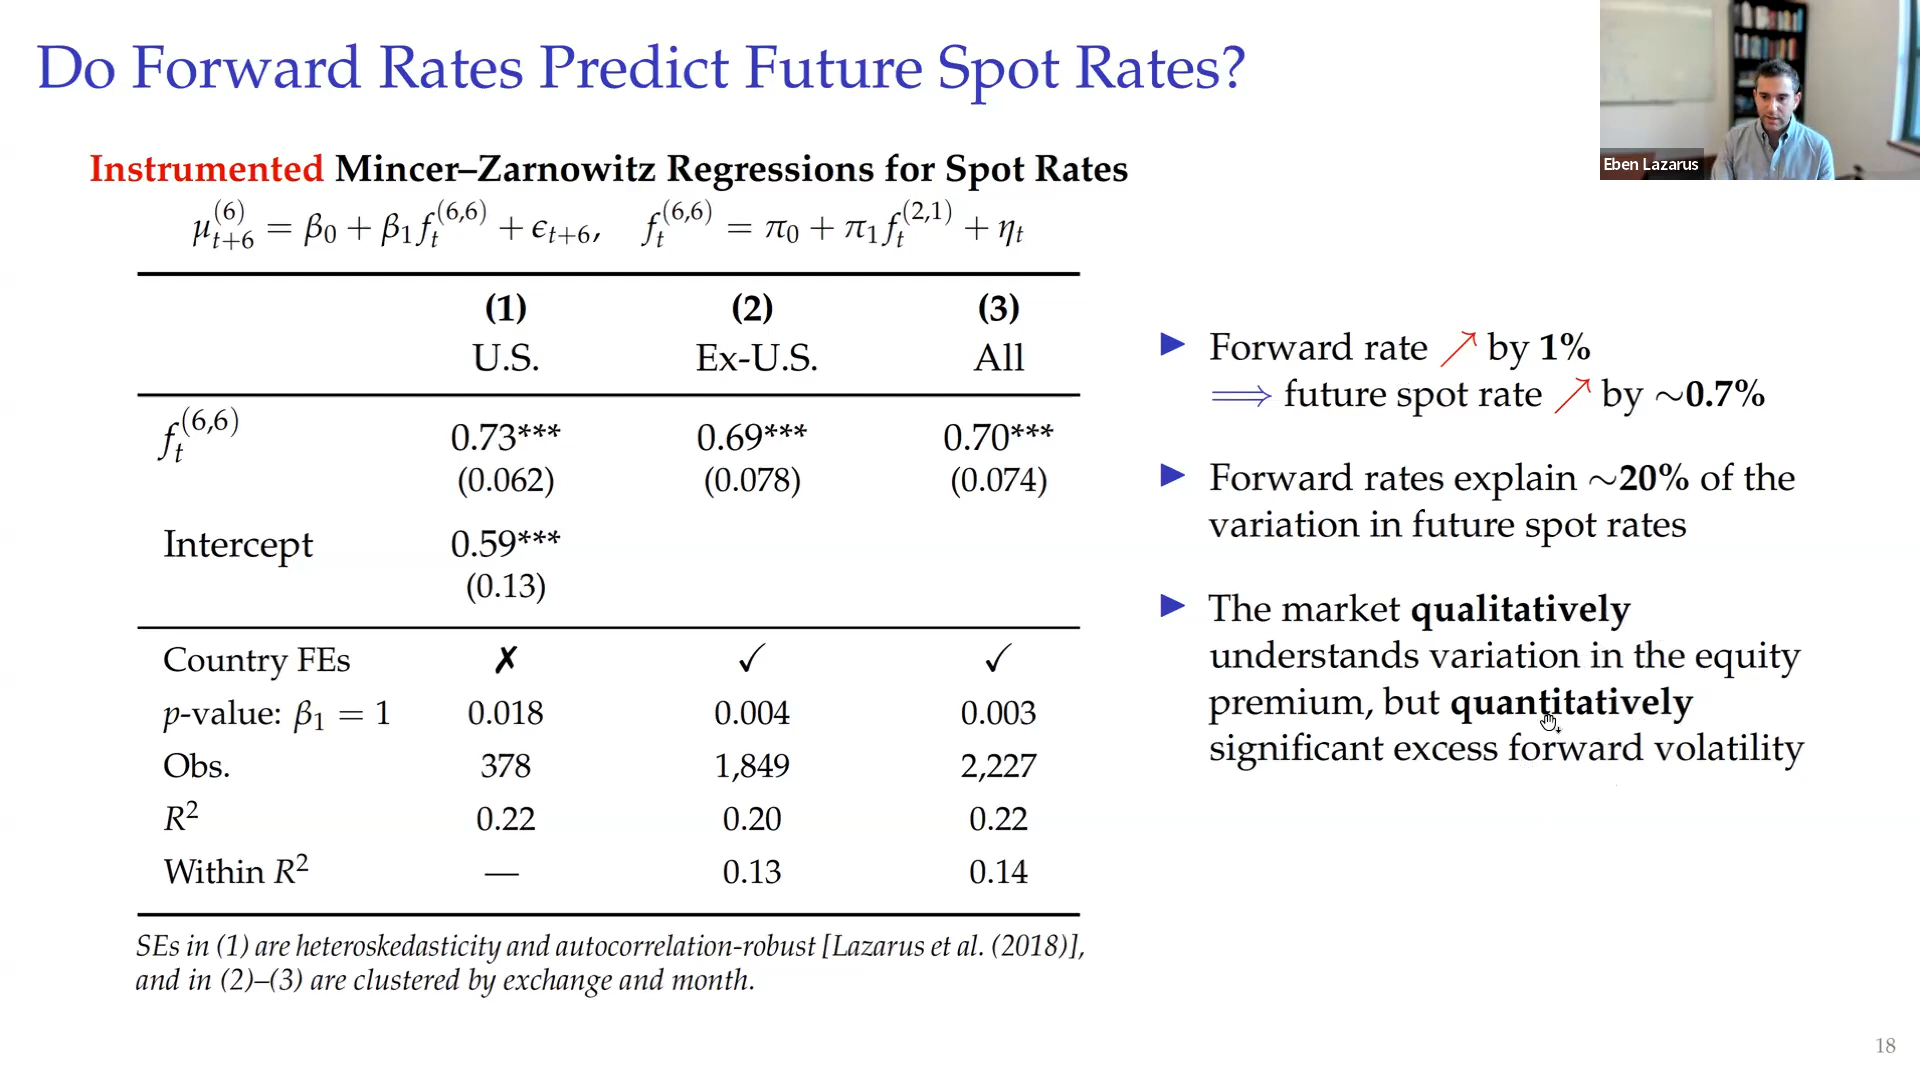 Do Forward Rates Predict Future Spot Rates?
Eben Lazarus
Instrumented Mincer–Zarnowitz Regressions for Spot Rates
μ_{t+6}^{(6)} = β₀ + β₁ f_t^{(6,6)} + ϵ_{t+6}, f_t^{(6,6)} = π₀ + π₁ f_t^{(2,1)} + η_t
(1) (2) (3)
U.S. Ex-U.S. All
f_t^{(6,6)} 0.73*** 0.69*** 0.70***
(0.062) (0.078) (0.074)
Intercept 0.59***
(0.13)
Country FEs ✗ ✓ ✓
p-value: β₁ = 1 0.018 0.004 0.003
Obs. 378 1,849 2,227
R² 0.22 0.20 0.22
Within R² — 0.13 0.14
SEs in (1) are heteroskedasticity and autocorrelation-robust [Lazarus et al. (2018)],
and in (2)–(3) are clustered by exchange and month.
▶ Forward rate ↗ by 1%
⟹ future spot rate ↗ by ∼0.7%
▶ Forward rates explain ∼20% of the
variation in future spot rates
▶ The market qualitatively
understands variation in the equity
premium, but quantitatively
significant excess forward volatility
18